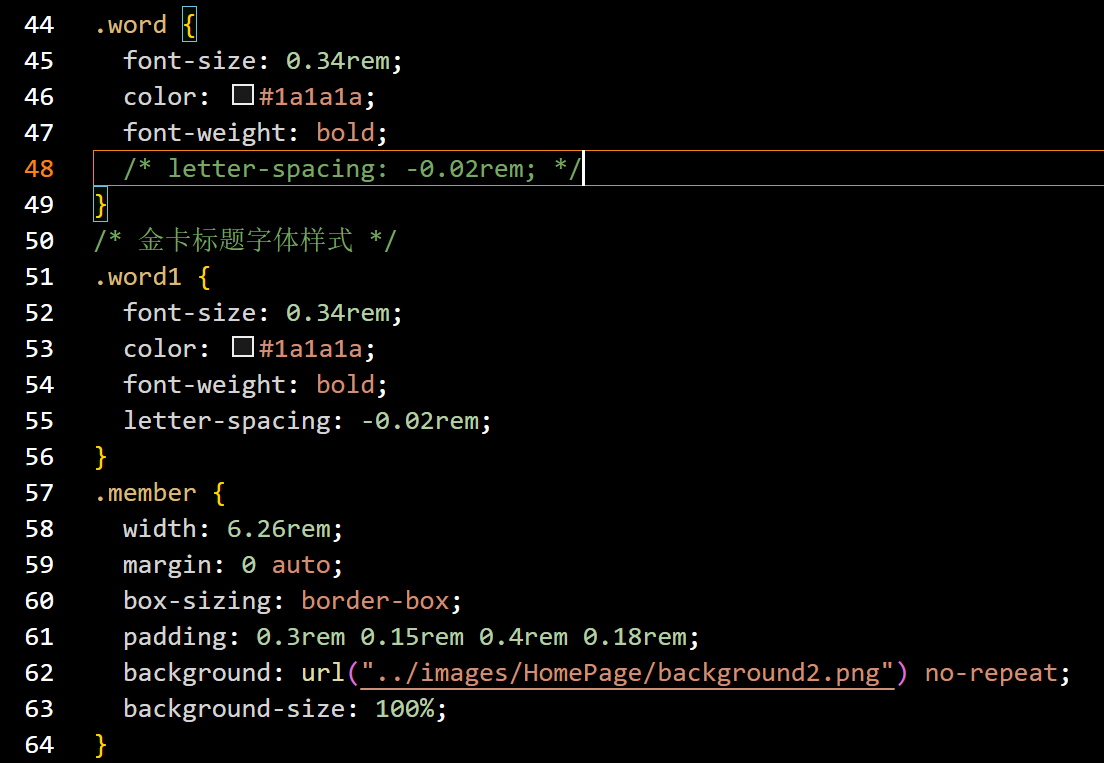 44 .word {
45 font-size: 0.34rem;
46 color: #1a1a1a;
47 font-weight: bold;
48 /* letter-spacing: -0.02rem; */
49 }
50 /* 金卡标题字体样式 */
51 .word1 {
52 font-size: 0.34rem;
53 color: #1a1a1a;
54 font-weight: bold;
55 letter-spacing: -0.02rem;
56 }
57 .member {
58 width: 6.26rem;
59 margin: 0 auto;
60 box-sizing: border-box;
61 padding: 0.3rem 0.15rem 0.4rem 0.18rem;
62 background: url("../images/HomePage/background2.png") no-repeat;
63 background-size: 100%;
64 }